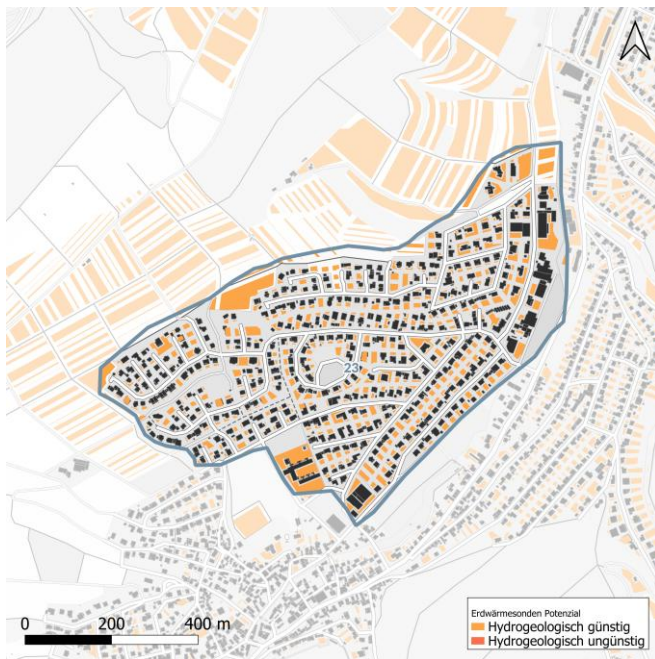 23
0 200 400 m
Erdwärmesonden Potenzial
Hydrogeologisch günstig
Hydrogeologisch ungünstig